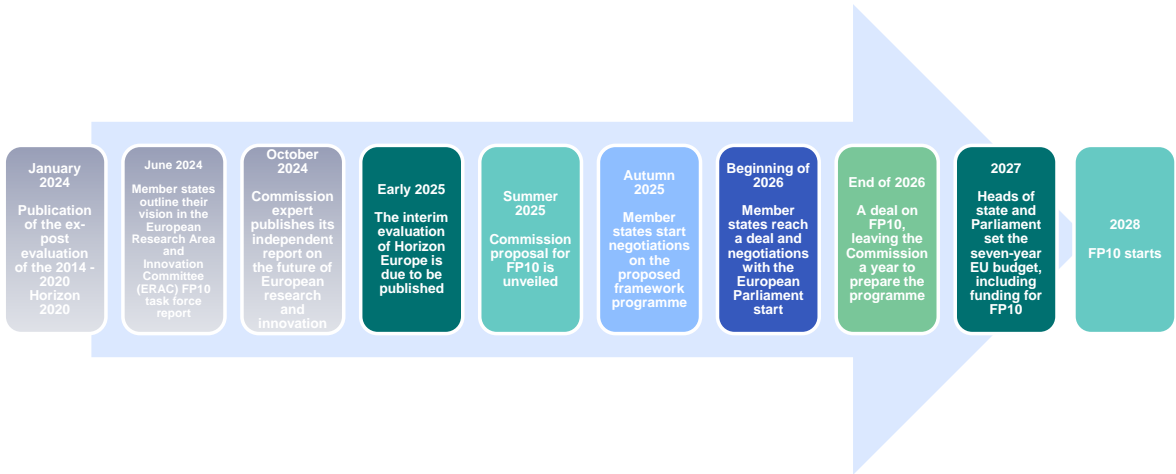 January
2024
Publication
of the ex-
post
evaluation
of the 2014 -
2020
Horizon
2020
June 2024
Member states
outline their
vision in the
European
Research Area
and
Innovation
Committee
(ERAC) FP10
task force
report
October
2024
Commission
expert
publishes its
independent
report on
the future of
European
research
and
innovation
Early 2025
The interim
evaluation
of Horizon
Europe is
due to be
published
Summer
2025
Commission
proposal for
FP10 is
unveiled
Autumn
2025
Member
states start
negotiations
on the
proposed
framework
programme
Beginning of
2026
Member
states reach
a deal and
negotiations
with the
European
Parliament
start
End of 2026
A deal on
FP10,
leaving the
Commission
a year to
prepare the
programme
2027
Heads of
state and
Parliament
set the
seven-year
EU budget,
including
funding for
FP10
2028
FP10 starts